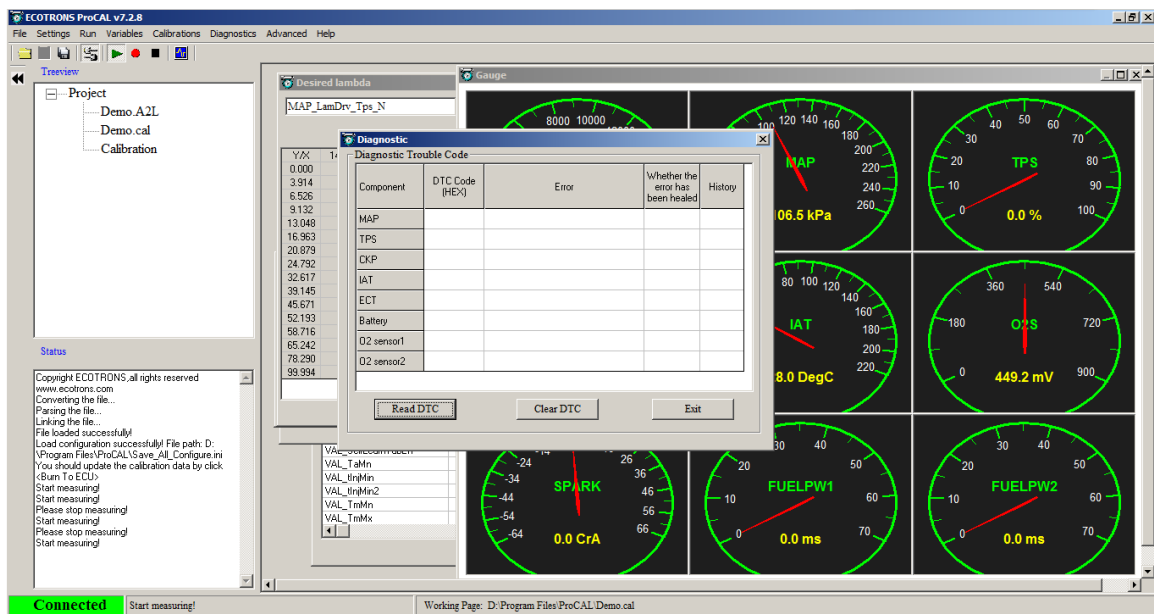 ECOTRONS ProCAL v7.2.8
File Settings Run Variables Calibrations Diagnostics Advanced Help
Treeview
Project
Demo.A2L
Demo.cal
Calibration
Status
Copyright ECOTRONS,all rights reserved
www.ecotrons.com
Converting the file...
Parsing the file...
Linking the file...
File loaded successfully!
Load configuration successfully! File path: D:
\Program Files\ProCAL\Save_All_Configure.ini
You should update the calibration data by click
<Burn To ECU>
Start measuring!
Start measuring!
Please stop measuring!
Start measuring!
Please stop measuring!
Start measuring!
Desired lambda
MAP_LamDrv_Tps_N
Y/X
0.000
3.914
6.526
9.132
13.048
16.963
20.879
24.792
32.617
39.145
45.671
52.193
58.716
65.242
78.290
99.994
VAL_TaMn
VAL_tInjMin
VAL_tInjMin2
VAL_TmMn
VAL_TmMx
Diagnostic
Diagnostic Trouble Code
Component DTC Code (HEX) Error Whether the error has been healed History
MAP
TPS
CKP
IAT
ECT
Battery
O2 sensor1
O2 sensor2
Read DTC Clear DTC Exit
Gauge
8000 10000
100 120 140 160 180 200 220 240 260
MAP
106.5 kPa
0 10 20 30 40 50 60 70 80 90 100
TPS
0.0 %
80 100 120 140 160 180 200 220
IAT
8.0 DegC
0 180 360 540 720 900
O2S
449.2 mV
-64 -54 -44 -34 -24 -14 26 36 46 56 66
SPARK
0.0 CrA
0 10 20 30 40 50 60 70
FUELPW1
0.0 ms
0 10 20 30 40 50 60 70
FUELPW2
0.0 ms
Connected Start measuring! Working Page: D:\Program Files\ProCAL\Demo.cal